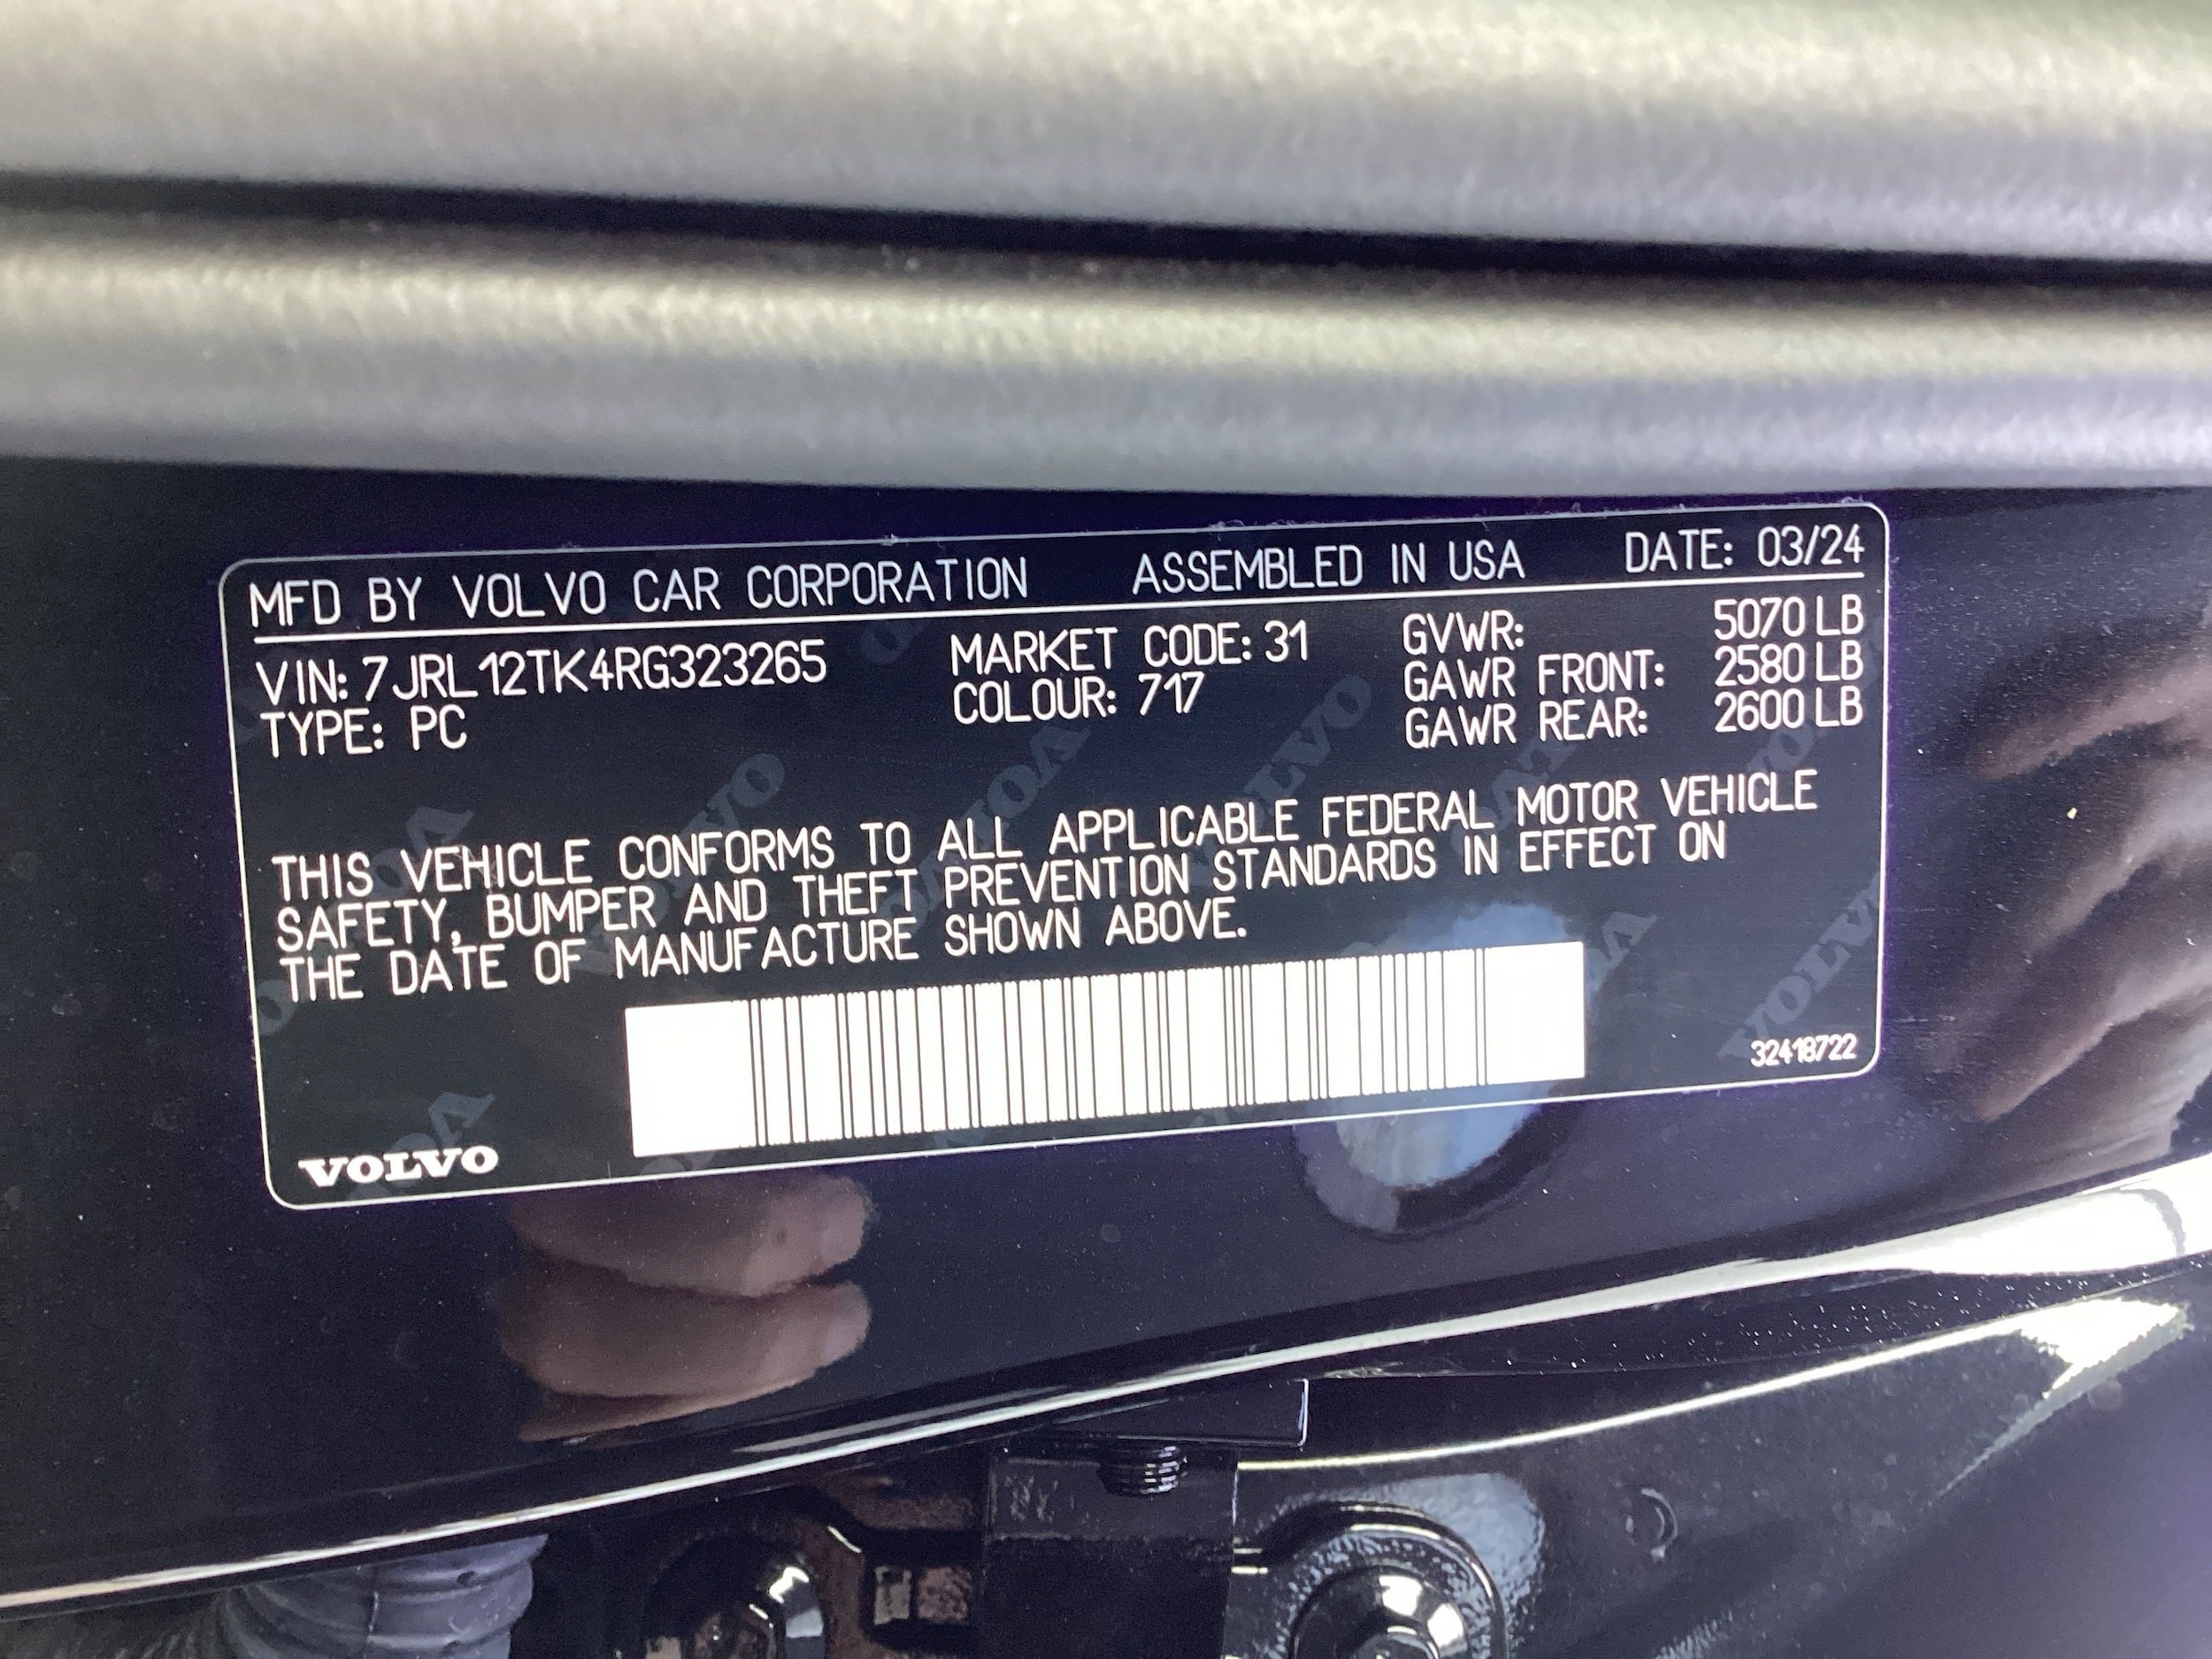 MFD BY VOLVO CAR CORPORATION ASSEMBLED IN USA DATE: 03/24
VIN: 7JRL12TK4RG323265 MARKET CODE: 31 GVWR: 5070 LB
TYPE: PC COLOUR: 717 GAWR FRONT: 2580 LB
GAWR REAR: 2600 LB
THIS VEHICLE CONFORMS TO ALL APPLICABLE FEDERAL MOTOR VEHICLE
SAFETY, BUMPER AND THEFT PREVENTION STANDARDS IN EFFECT ON
THE DATE OF MANUFACTURE SHOWN ABOVE.
32418722
VOLVO